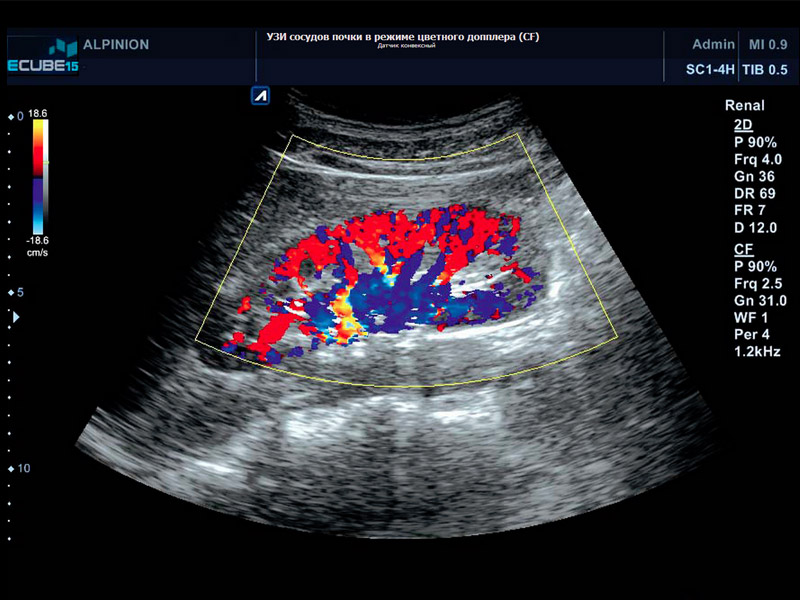 ALPINION
ECUBE15
УЗИ сосудов почки в режиме цветного допплера (CF)
Датчик конвексный
Admin MI 0.9
SC1-4H TIB 0.5
Renal
2D
P 90%
Frq 4.0
Gn 36
DR 69
FR 7
D 12.0
CF
P 90%
Frq 2.5
Gn 31.0
WF 1
Per 4
1.2kHz
18.6
-18.6
cm/s
0
5
10